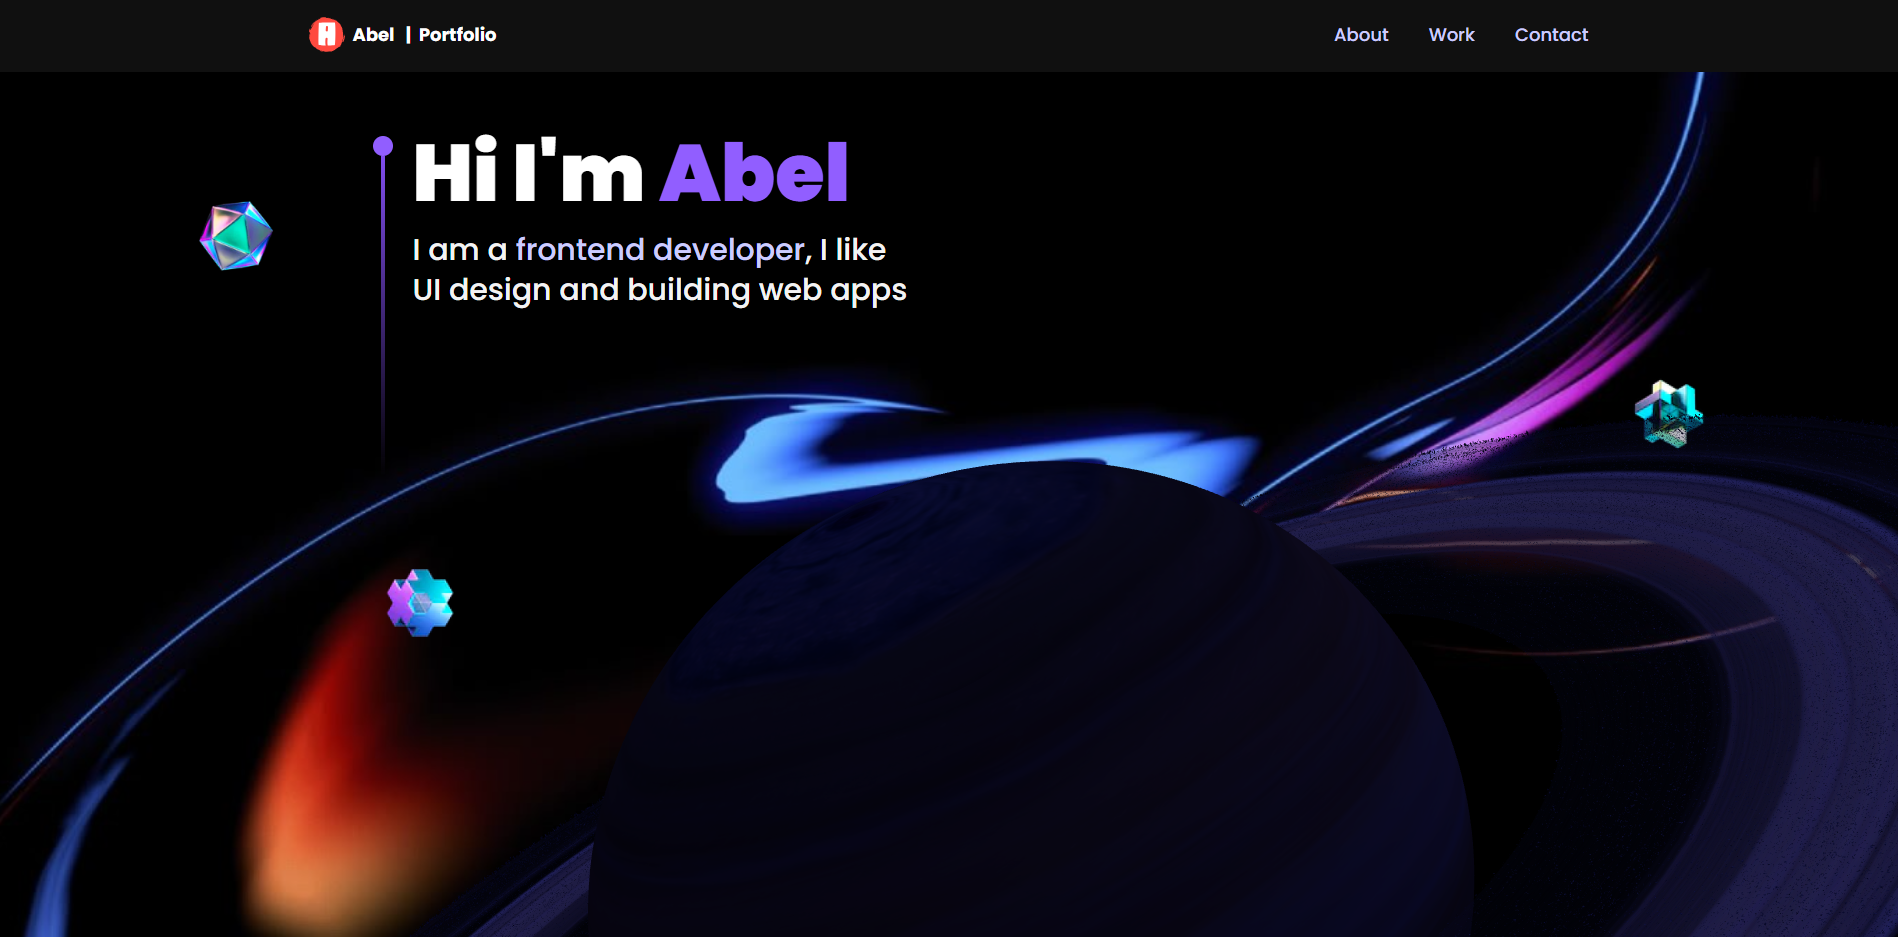 A Abel | Portfolio
About Work Contact
Hi I'm Abel
I am a frontend developer, I like
UI design and building web apps